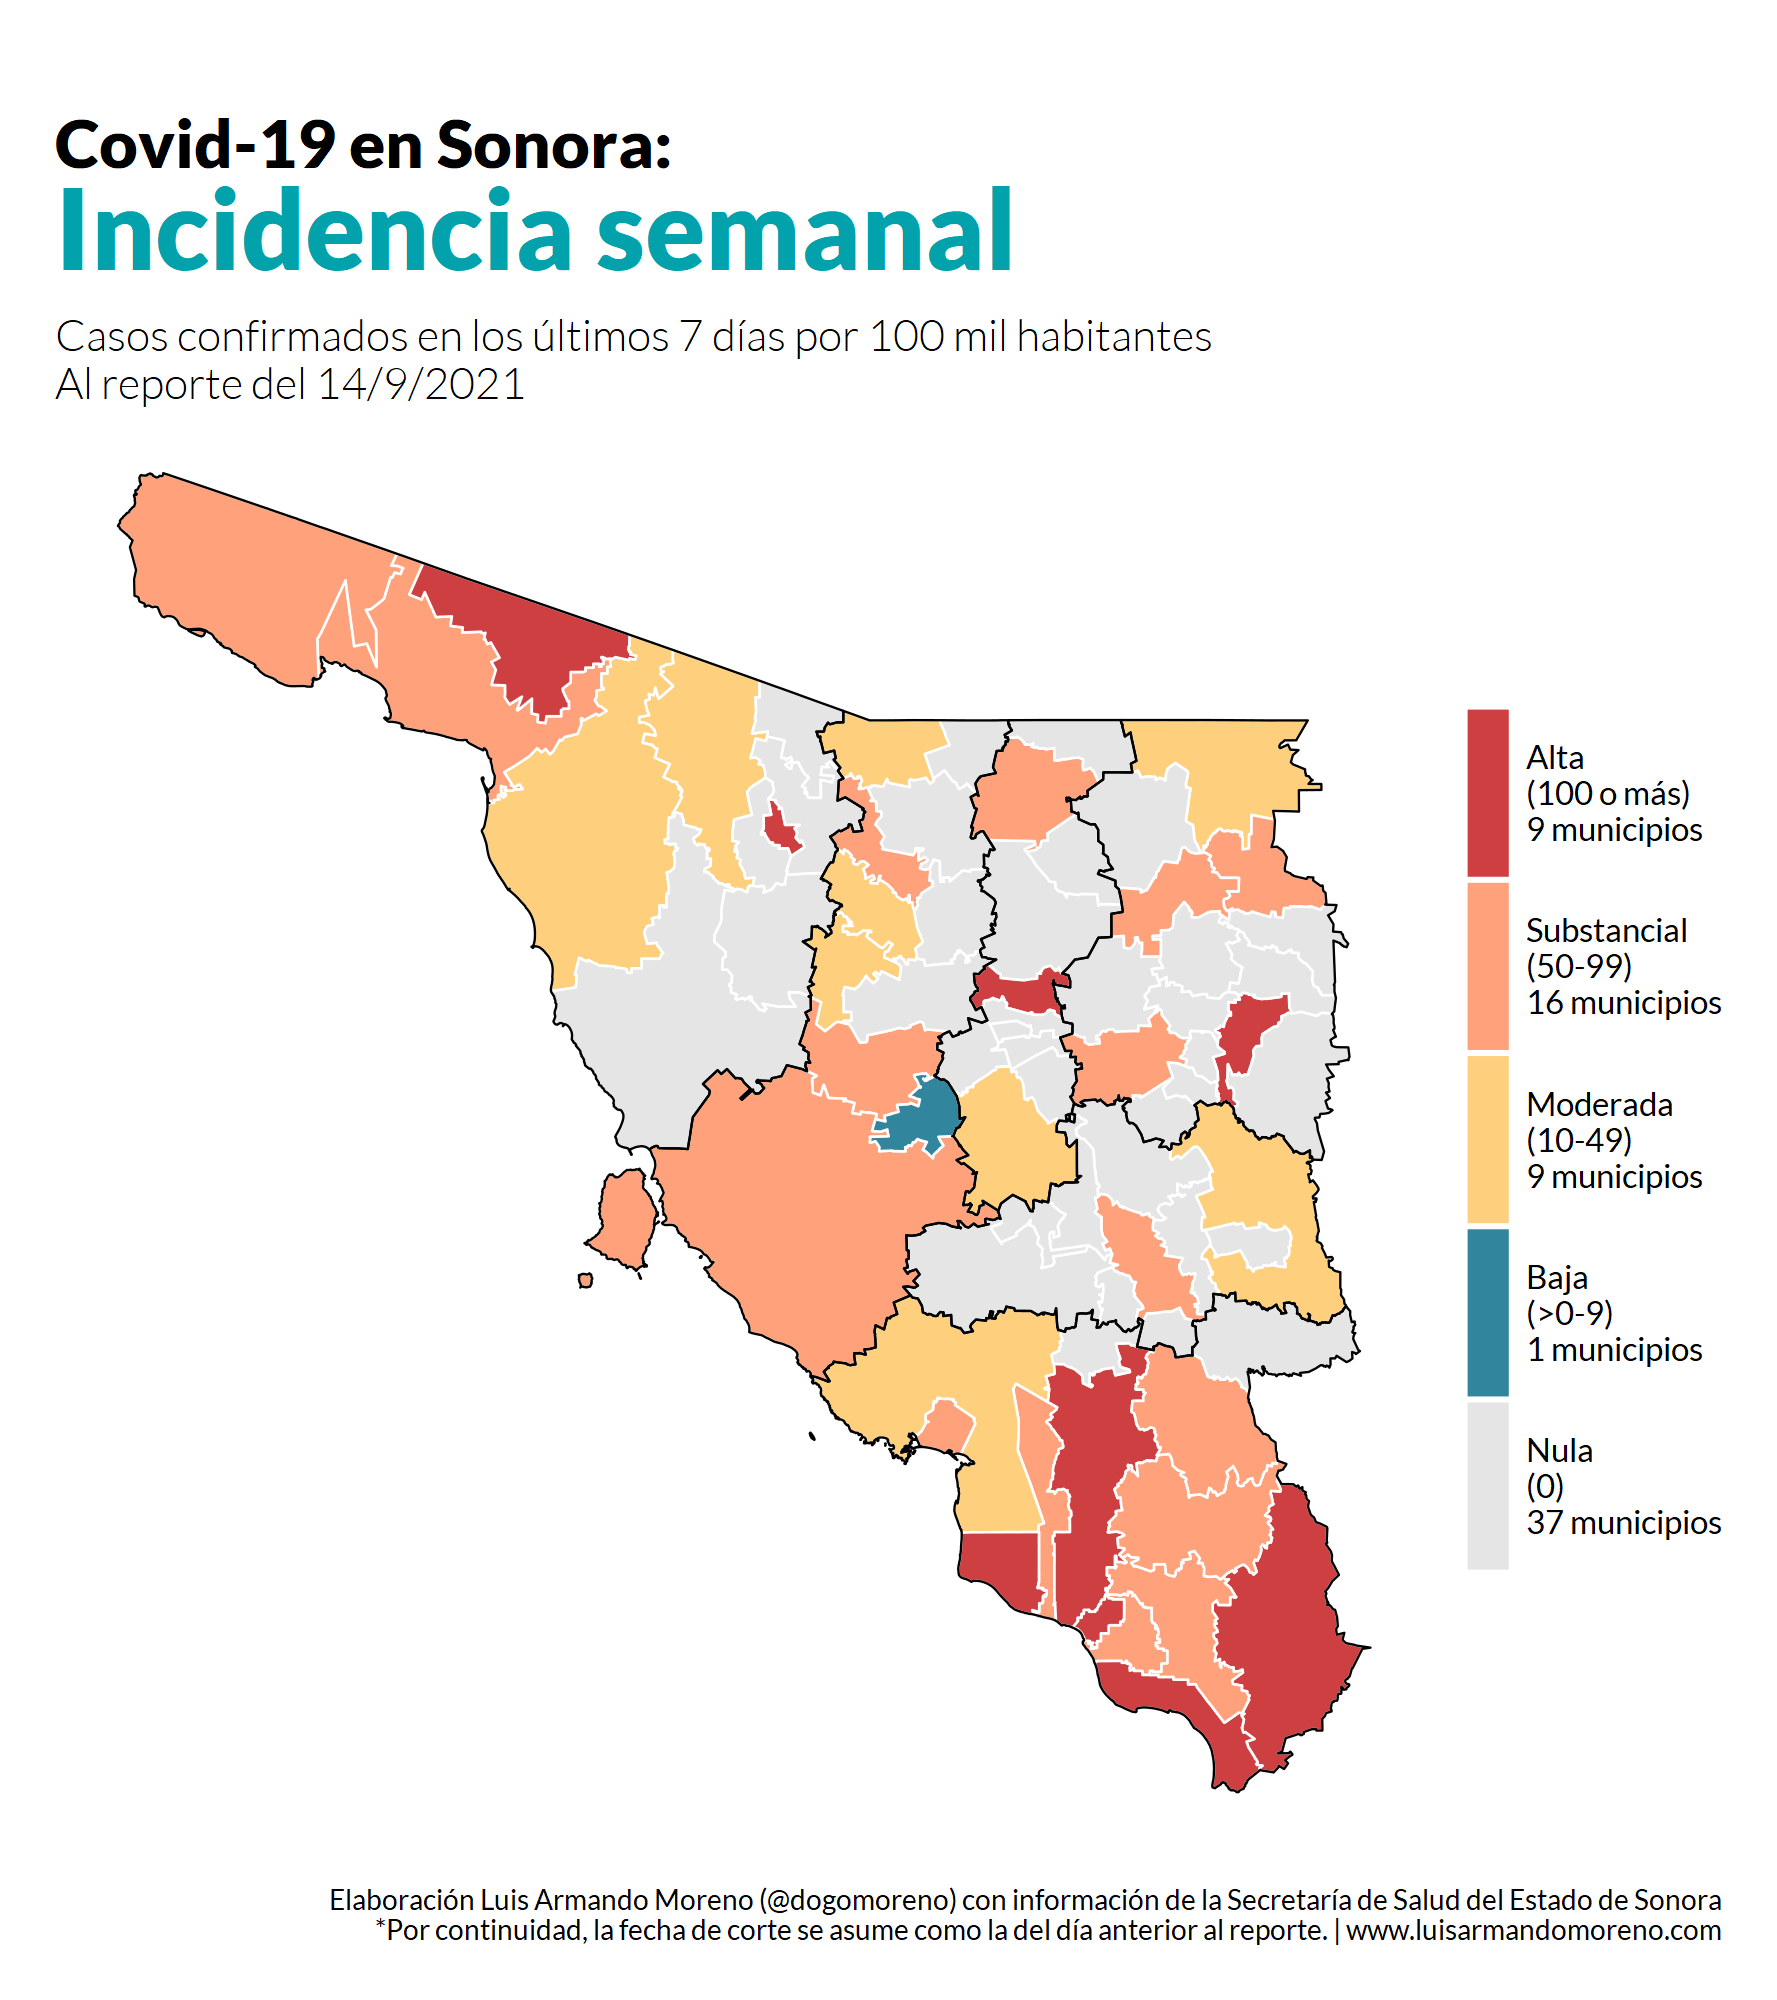 Covid-19 en Sonora:
Incidencia semanal
Casos confirmados en los últimos 7 días por 100 mil habitantes
Al reporte del 14/9/2021
Alta
(100 o más)
9 municipios
Substancial
(50-99)
16 municipios
Moderada
(10-49)
9 municipios
Baja
(>0-9)
1 municipios
Nula
(0)
37 municipios
Elaboración Luis Armando Moreno (@dogomoreno) con información de la Secretaría de Salud del Estado de Sonora
*Por continuidad, la fecha de corte se asume como la del día anterior al reporte. | www.luisarmandomoreno.com